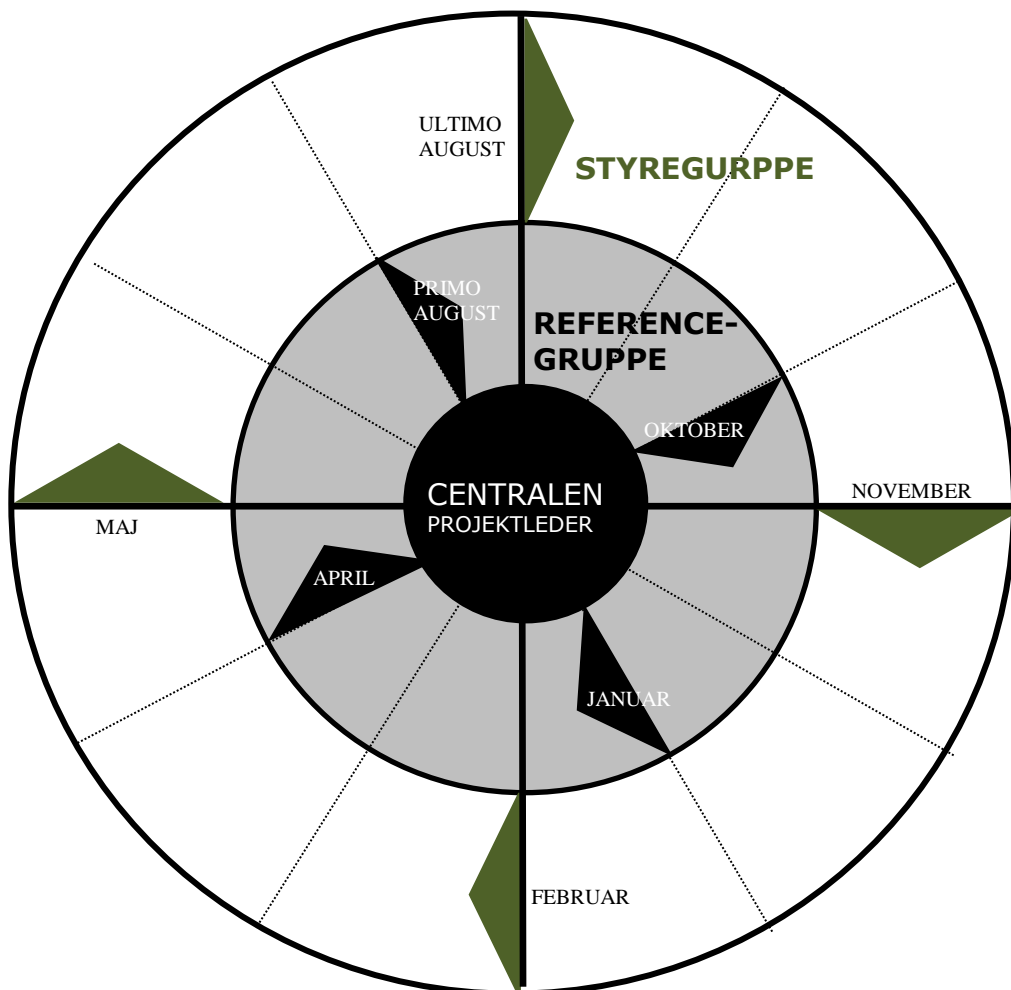 ULTIMO
AUGUST
STYREGURPPE
PRIMO
AUGUST
REFERENCE-
GRUPPE
OKTOBER
CENTRALEN
PROJEKTLEDER
NOVEMBER
MAJ
APRIL
JANUAR
FEBRUAR